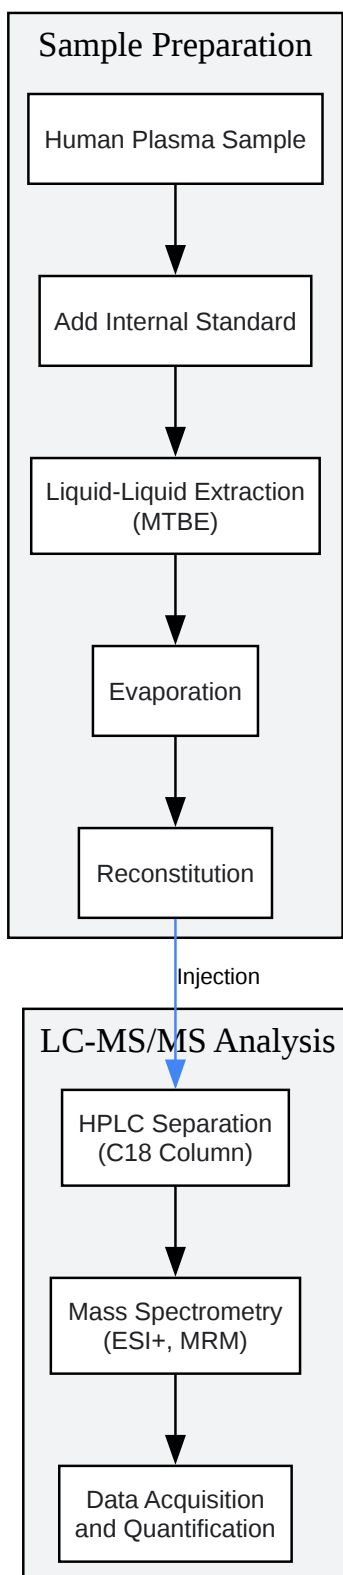 Sample Preparation
Human Plasma Sample
Add Internal Standard
Liquid-Liquid Extraction
(MTBE)
Evaporation
Reconstitution
Injection
LC-MS/MS Analysis
HPLC Separation
(C18 Column)
Mass Spectrometry
(ESI+, MRM)
Data Acquisition
and Quantification